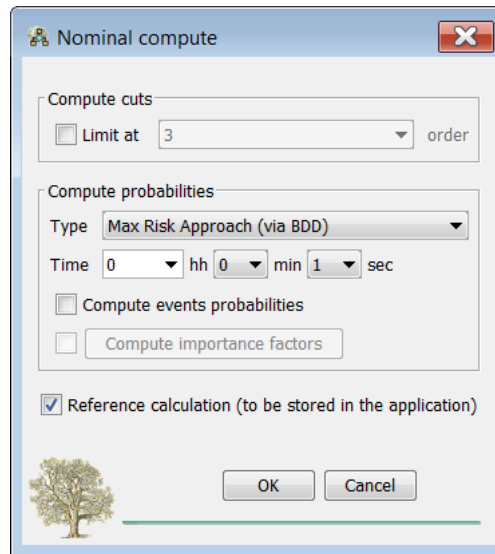 Nominal compute
Compute cuts
Limit at 3 order
Compute probabilities
Type Max Risk Approach (via BDD)
Time 0 hh 0 min 1 sec
Compute events probabilities
Compute importance factors
Reference calculation (to be stored in the application)
OK Cancel